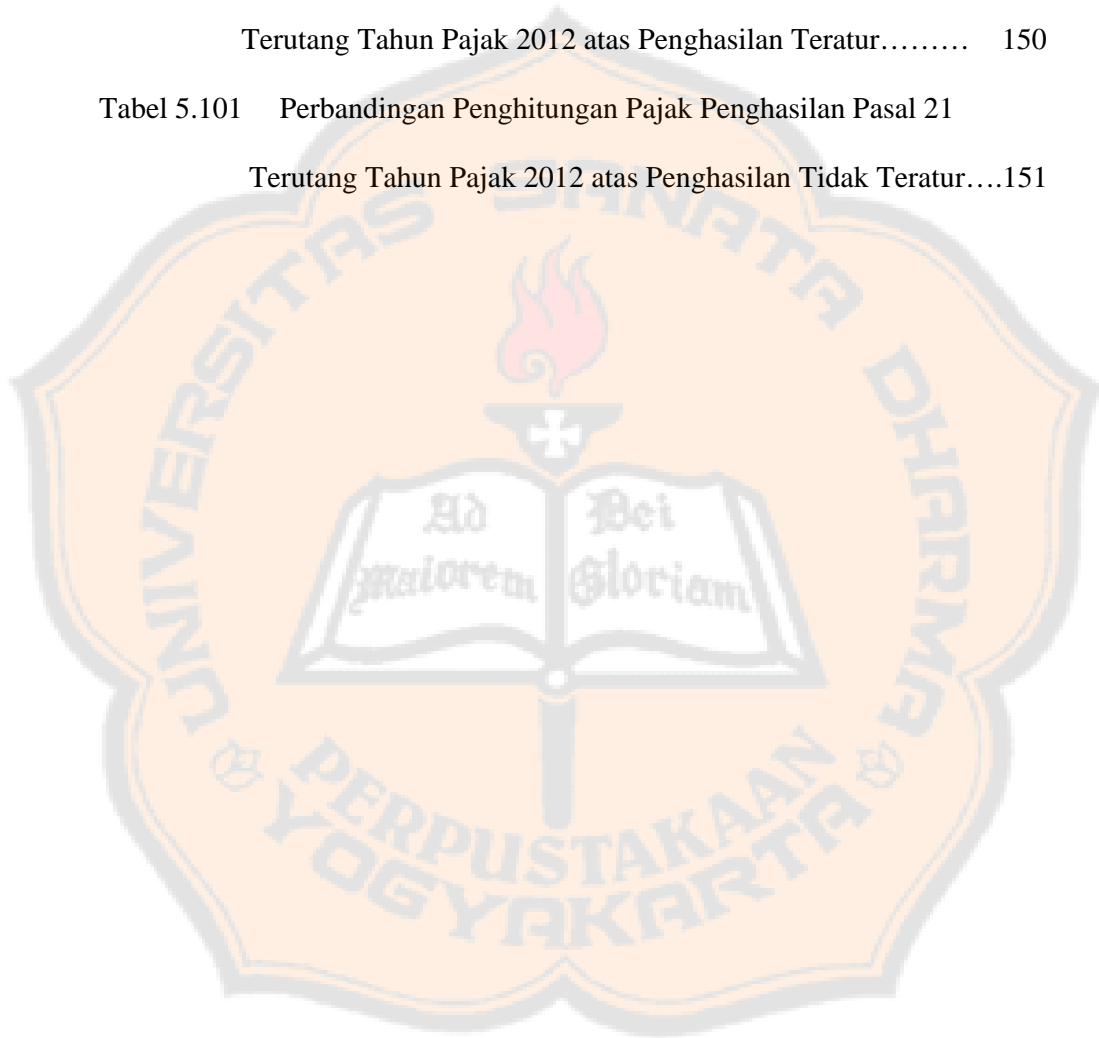 Terutang Tahun Pajak 2012 atas Penghasilan Teratur……… 150
Tabel 5.101 Perbandingan Penghitungan Pajak Penghasilan Pasal 21
Terutang Tahun Pajak 2012 atas Penghasilan Tidak Teratur….151
UNIVERSITAS SANATA DHARMA
Ad Dei
Maiorem Gloriam
PERPUSTAKAAN
YOGYAKARTA